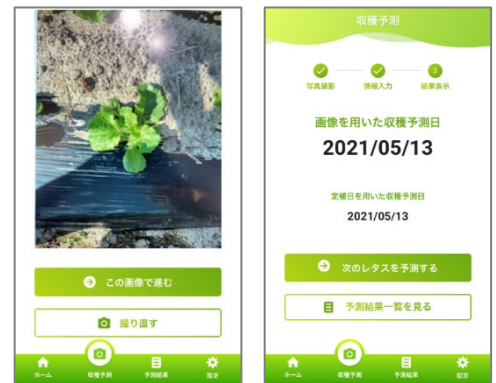 この画像で進む
撮り直す
ホーム
収穫予測
予測結果
設定
収穫予測
写真撮影
情報入力
3
結果表示
画像を用いた収穫予測日
2021/05/13
定植日を用いた収穫予測日
2021/05/13
次のレタスを予測する
予測結果一覧を見る
ホーム
収穫予測
予測結果
設定